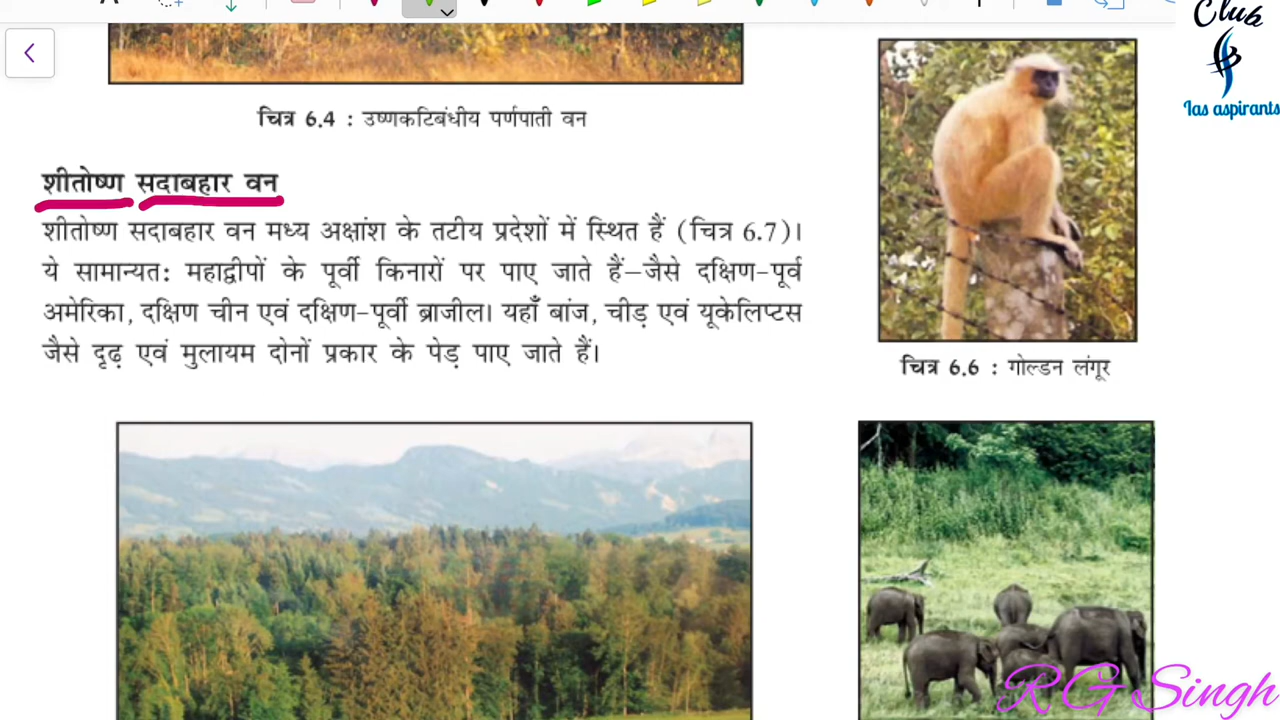 Club
Ias aspirants
चित्र 6.4 : उष्णकटिबंधीय पर्णपाती वन
शीतोष्ण सदाबहार वन
शीतोष्ण सदाबहार वन मध्य अक्षांश के तटीय प्रदेशों में स्थित हैं (चित्र 6.7)।
ये सामान्यत: महाद्वीपों के पूर्वी किनारों पर पाए जाते हैं–जैसे दक्षिण-पूर्व
अमेरिका, दक्षिण चीन एवं दक्षिण-पूर्वी ब्राजील। यहाँ बांज, चीड़ एवं यूकेलिप्टस
जैसे दृढ़ एवं मुलायम दोनों प्रकार के पेड़ पाए जाते हैं।
चित्र 6.6 : गोल्डन लंगूर
RG Singh